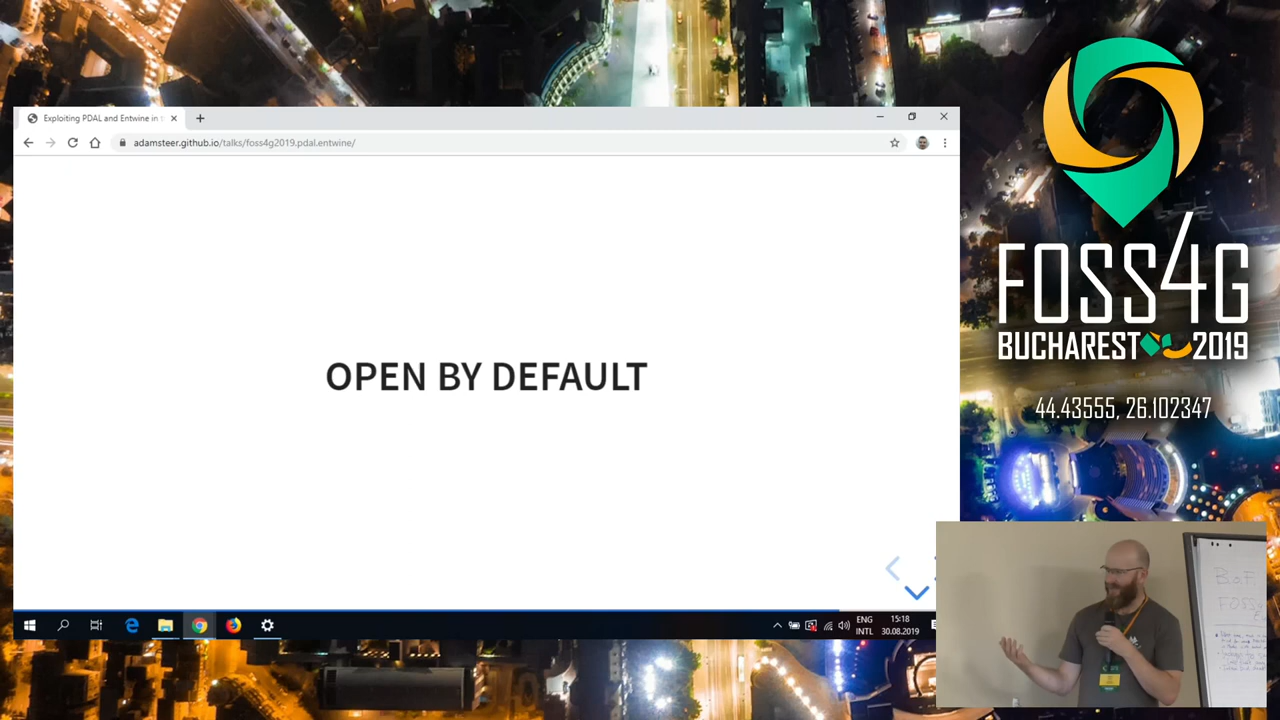 Exploiting PDAL and Entwine in
adamsteer.github.io/talks/foss4g2019.pdal.entwine/
OPEN BY DEFAULT
ENG
INTL
15:18
30.08.2019
FOSS4G
BUCHAREST 2019
44.43555, 26.102347
BoF